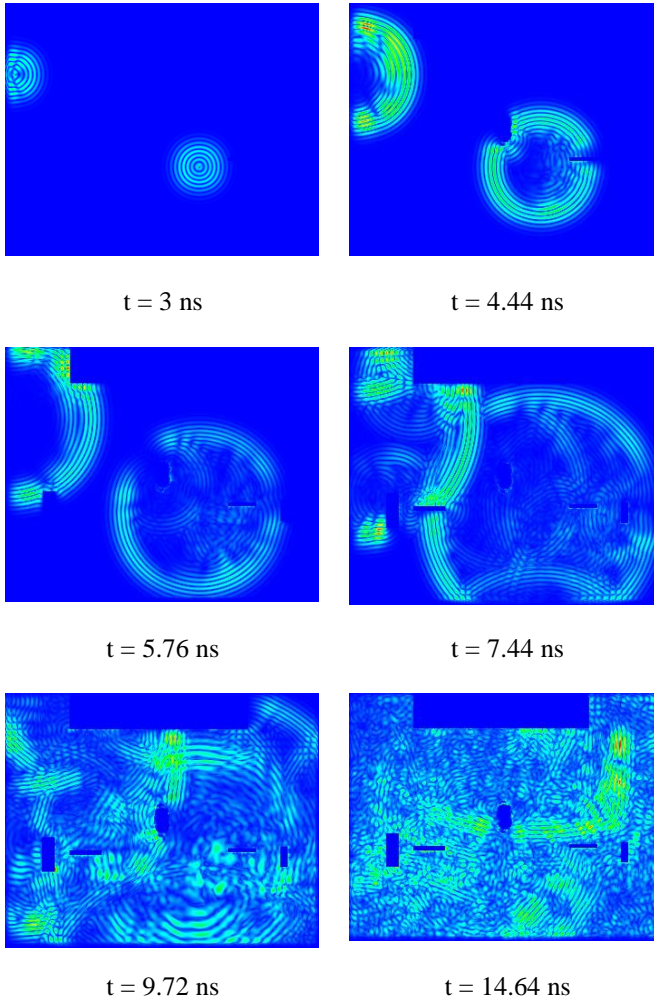 t = 3 ns
t = 4.44 ns
t = 5.76 ns
t = 7.44 ns
t = 9.72 ns
t = 14.64 ns